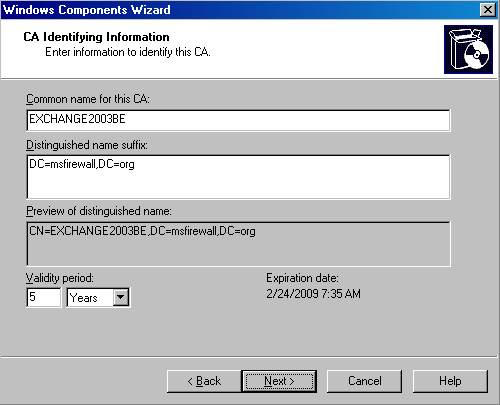 Windows Components Wizard
CA Identifying Information
Enter information to identify this CA.
Common name for this CA:
EXCHANGE2003BE
Distinguished name suffix:
DC=msfirewall,DC=org
Preview of distinguished name:
CN=EXCHANGE2003BE,DC=msfirewall,DC=org
Validity period:
Expiration date:
5 Years
2/24/2009 7:35 AM
< Back Next > Cancel Help